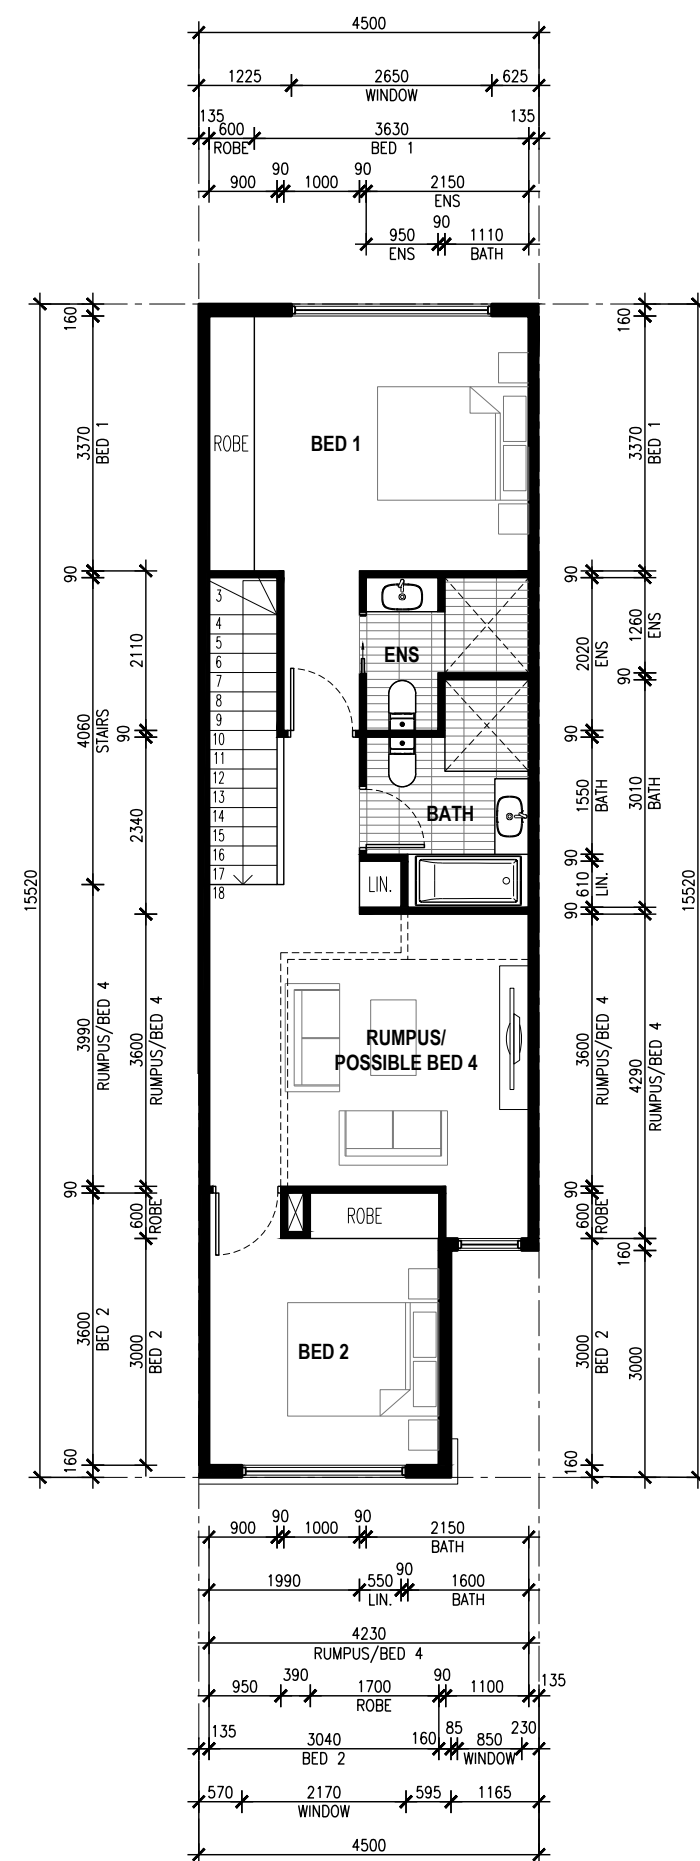 4500
1225 2650 625
WINDOW
135 135
600 3630
ROBE BED 1
90 90
900 1000 2150
ENS
90
950 1110
ENS BATH
160 160
3370 BED 1
ROBE
BED 1
3370 BED 1
90 90
3
4
5
6
7
8
9
10
11
12
13
14
15
16
17
18
2110
4060 STAIRS
90
2340
15520
ENS
2020 ENS
1260 ENS
90
90
BATH
1550 BATH
3010 BATH
90
LIN.
610 LIN.
90
15520
3990 RUMPUS/BED 4
3600 RUMPUS/BED 4
RUMPUS/
POSSIBLE BED 4
3600 RUMPUS/BED 4
4290 RUMPUS/BED 4
90 90
600 ROBE
ROBE
600 ROBE
160
3600 BED 2
3000 BED 2
BED 2
3000 BED 2
3000
160 160
90 90
900 1000 2150
BATH
90
1990 550 1600
LIN. BATH
4230
RUMPUS/BED 4
390 90
950 1700 1100 135
ROBE
135 85 230
3040 160 850
BED 2 WINDOW
570 2170 595 1165
WINDOW
4500